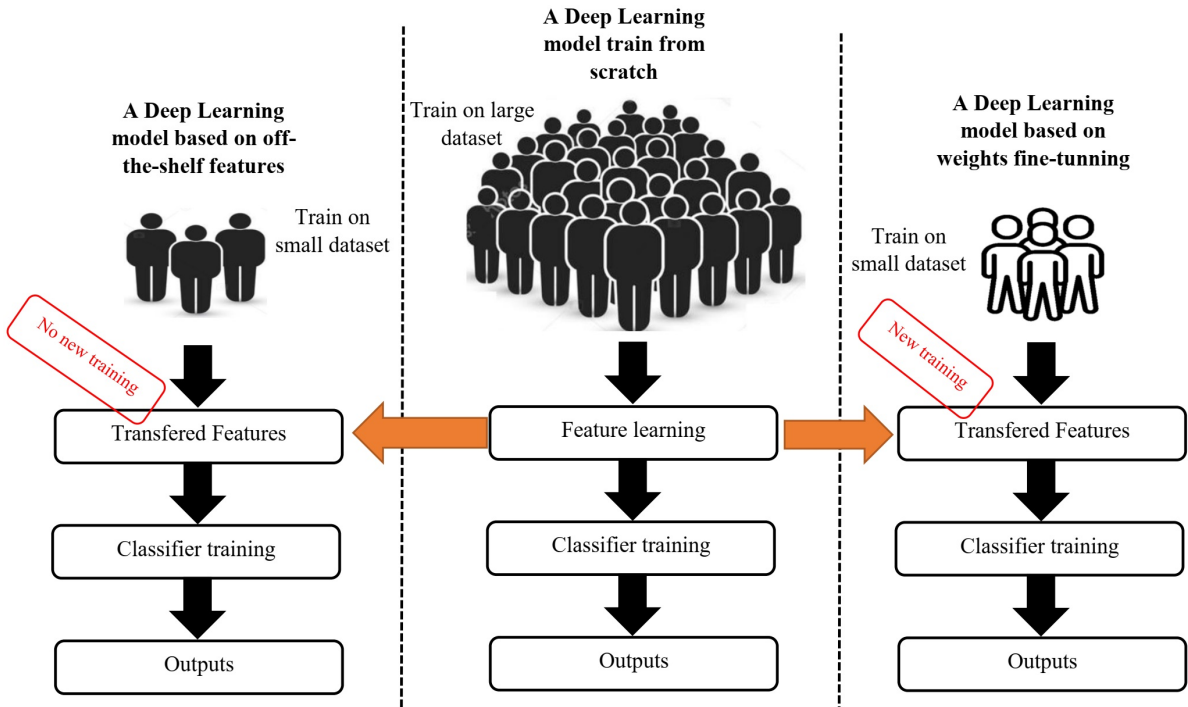 A Deep Learning
model based on off-
the-shelf features
Train on
small dataset
No new training
Transfered Features
Classifier training
Outputs
A Deep Learning
model train from
scratch
Train on large
dataset
Feature learning
Classifier training
Outputs
A Deep Learning
model based on
weights fine-tunning
Train on
small dataset
New training
Transfered Features
Classifier training
Outputs